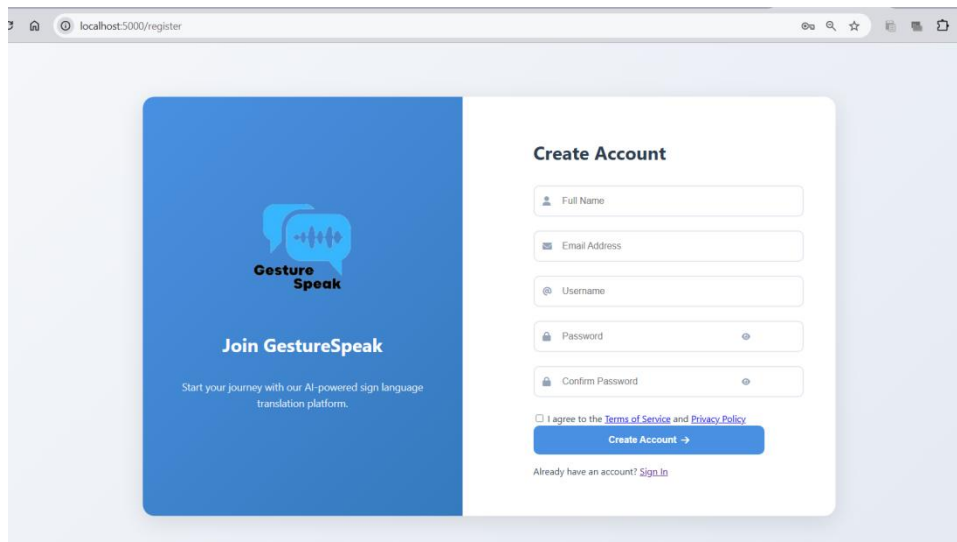 localhost:5000/register
Gesture
Speak
Join GestureSpeak
Start your journey with our AI-powered sign language
translation platform.
Create Account
Full Name
Email Address
@ Username
Password
Confirm Password
I agree to the Terms of Service and Privacy Policy
Create Account →
Already have an account? Sign In